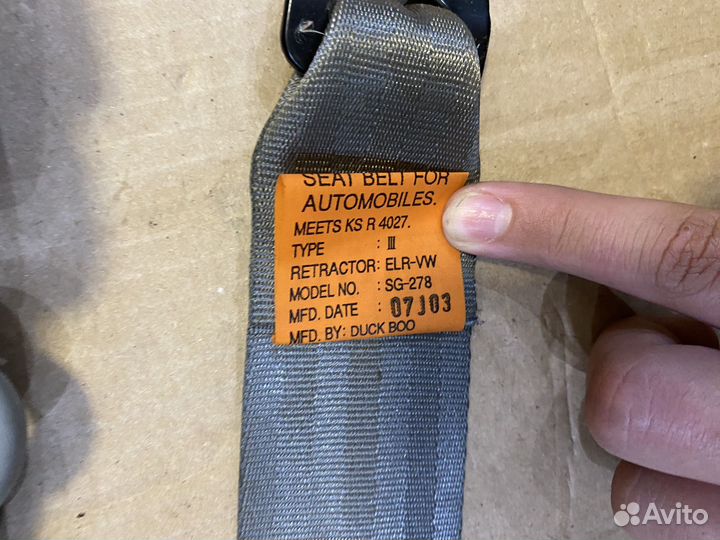 SEAT BELT FOR
AUTOMOBILES.
MEETS KS R 4027.
TYPE : III
RETRACTOR: ELR-VW
MODEL NO. : SG-278
MFD. DATE : 07J03
MFD. BY: DUCK BOO
Avito